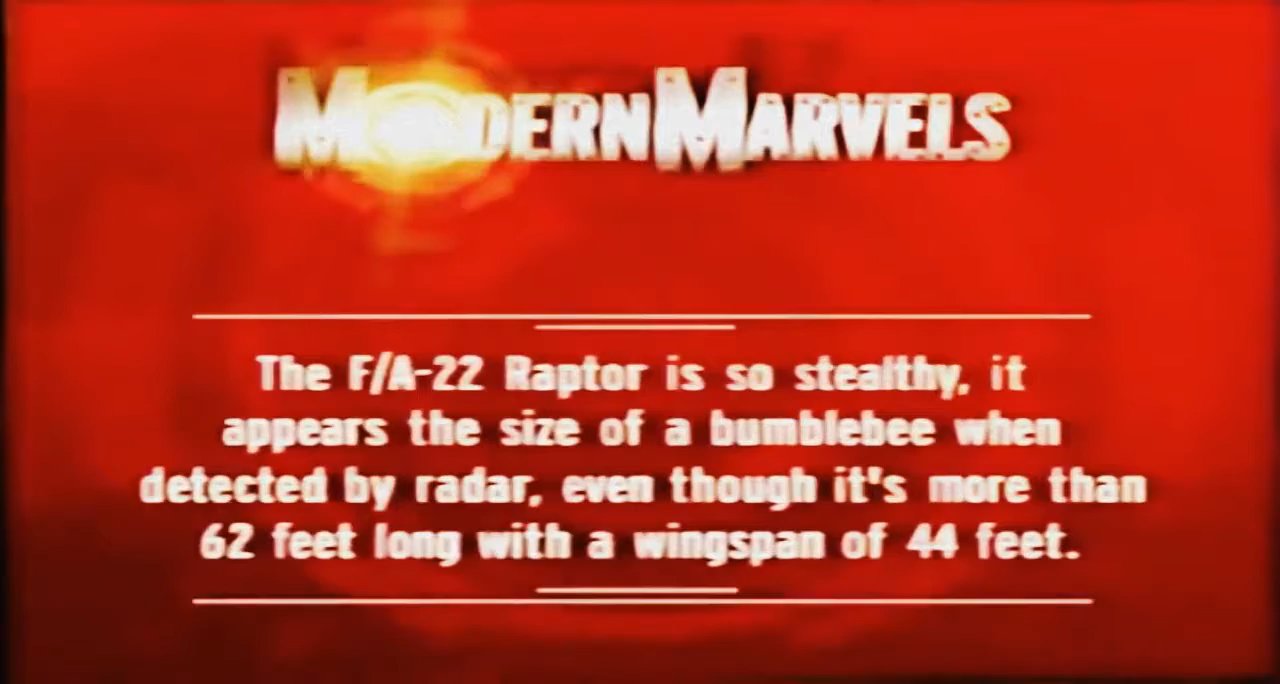 MODERNMARVELS
The F/A-22 Raptor is so stealthy, it
appears the size of a bumblebee when
detected by radar, even though it's more than
62 feet long with a wingspan of 44 feet.